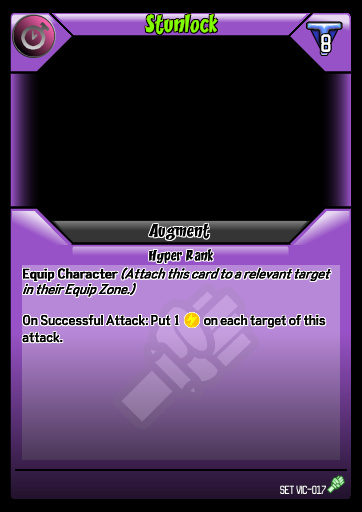 Stunlock
8
Augment
Hyper Rank
Equip Character (Attach this card to a relevant target
in their Equip Zone.)
On Successful Attack: Put 1 on each target of this
attack.
SET VIC-017